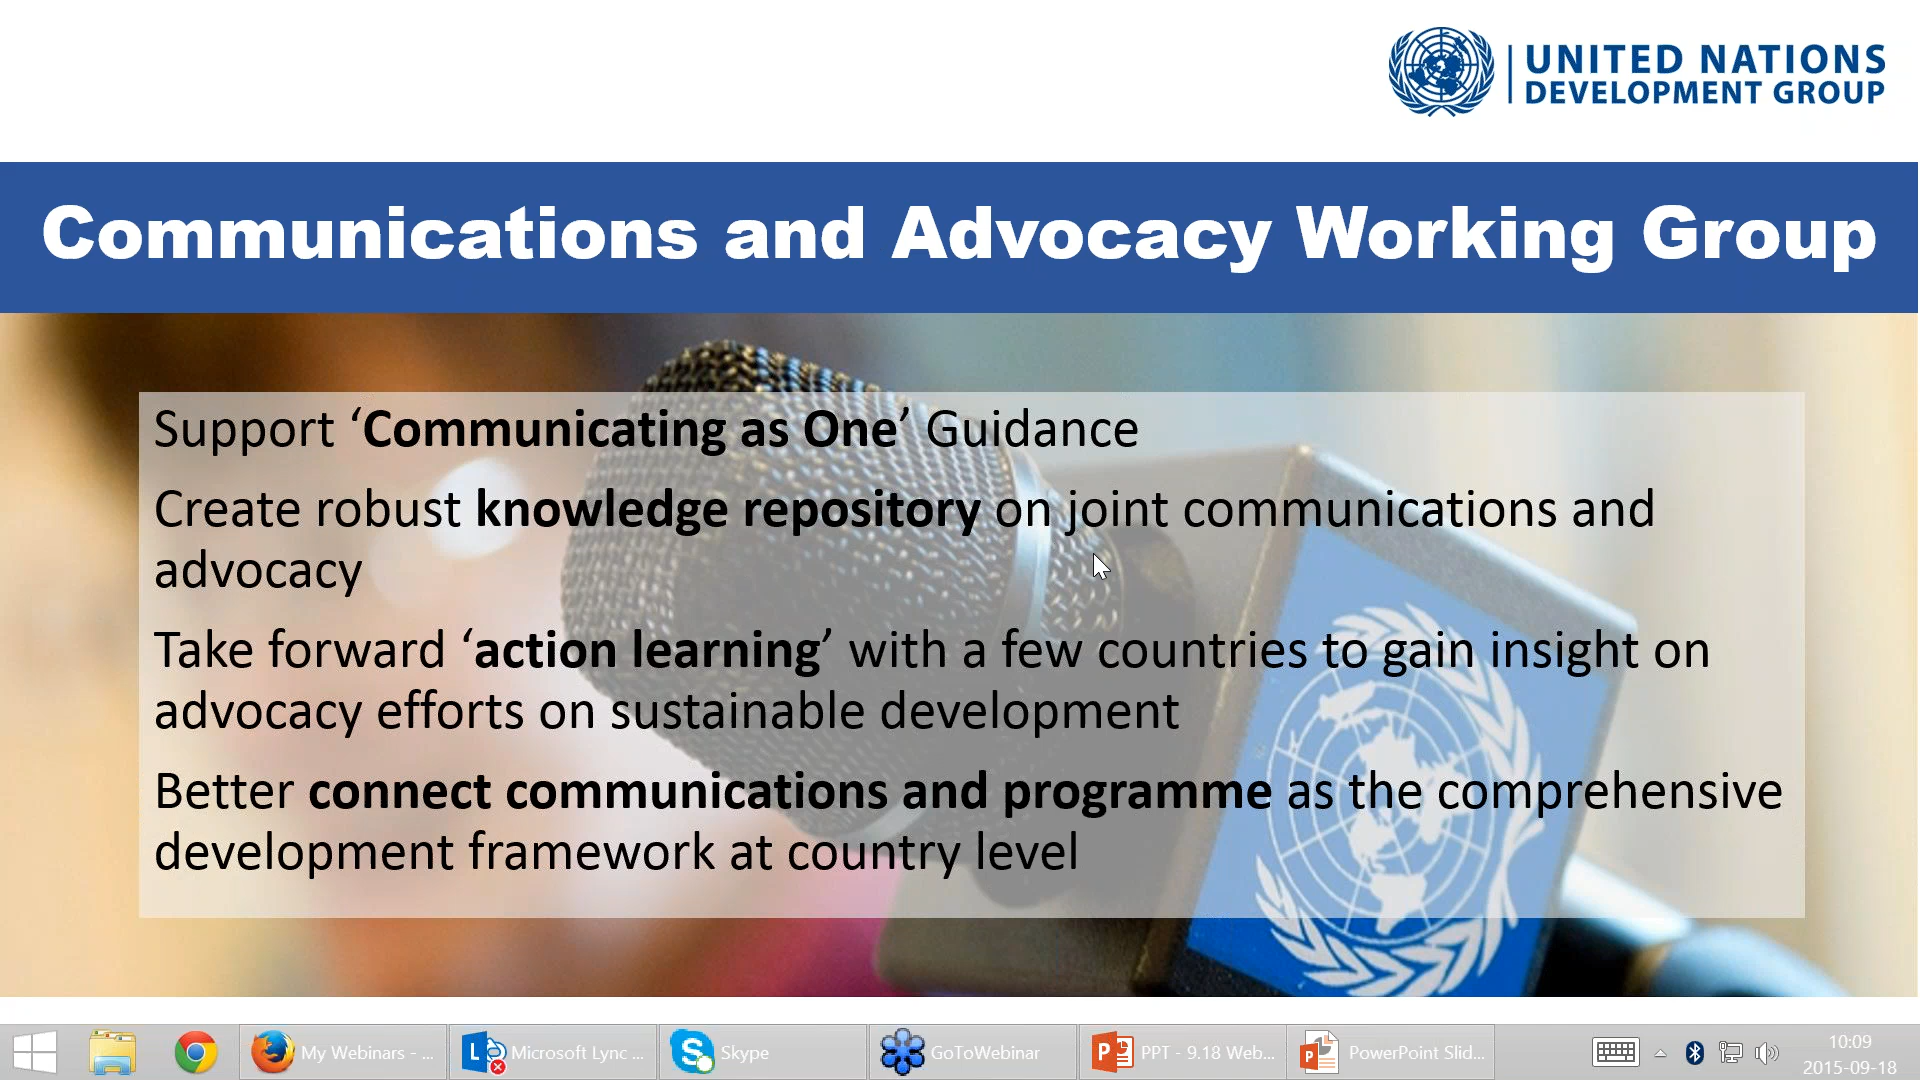 UNITED NATIONS
DEVELOPMENT GROUP
Communications and Advocacy Working Group
Support ‘Communicating as One’ Guidance
Create robust knowledge repository on joint communications and
advocacy
Take forward ‘action learning’ with a few countries to gain insight on
advocacy efforts on sustainable development
Better connect communications and programme as the comprehensive
development framework at country level
My Webinars - ...
Microsoft Lync ...
Skype
GoToWebinar
PPT - 9.18 Web...
PowerPoint Slid...
10:09
2015-09-18